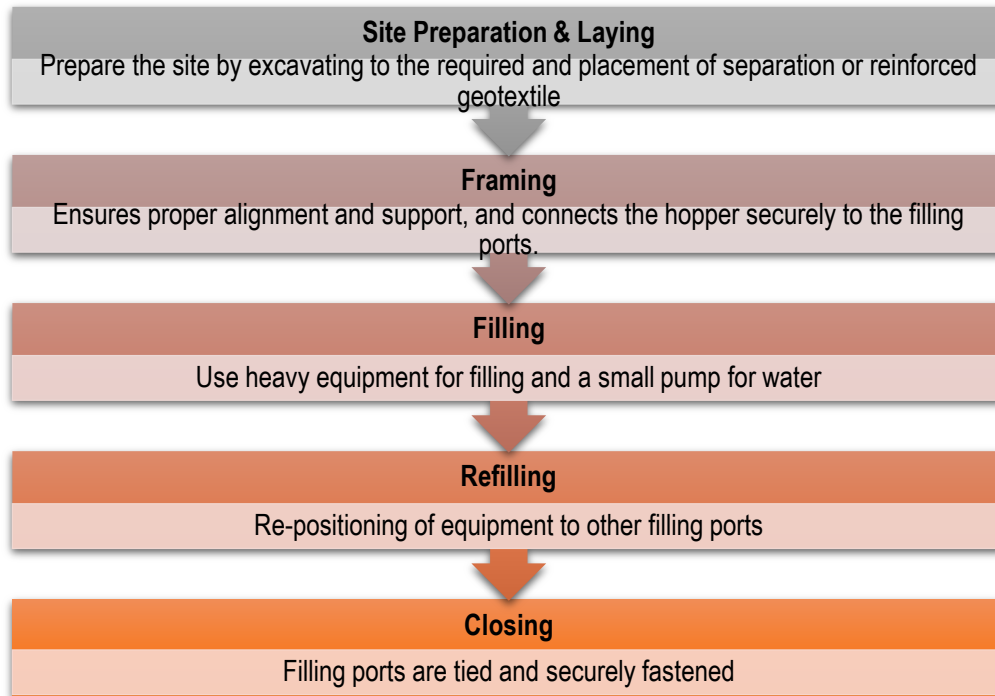 Site Preparation & Laying
Prepare the site by excavating to the required and placement of separation or reinforced
geotextile
Framing
Ensures proper alignment and support, and connects the hopper securely to the filling
ports.
Filling
Use heavy equipment for filling and a small pump for water
Refilling
Re-positioning of equipment to other filling ports
Closing
Filling ports are tied and securely fastened